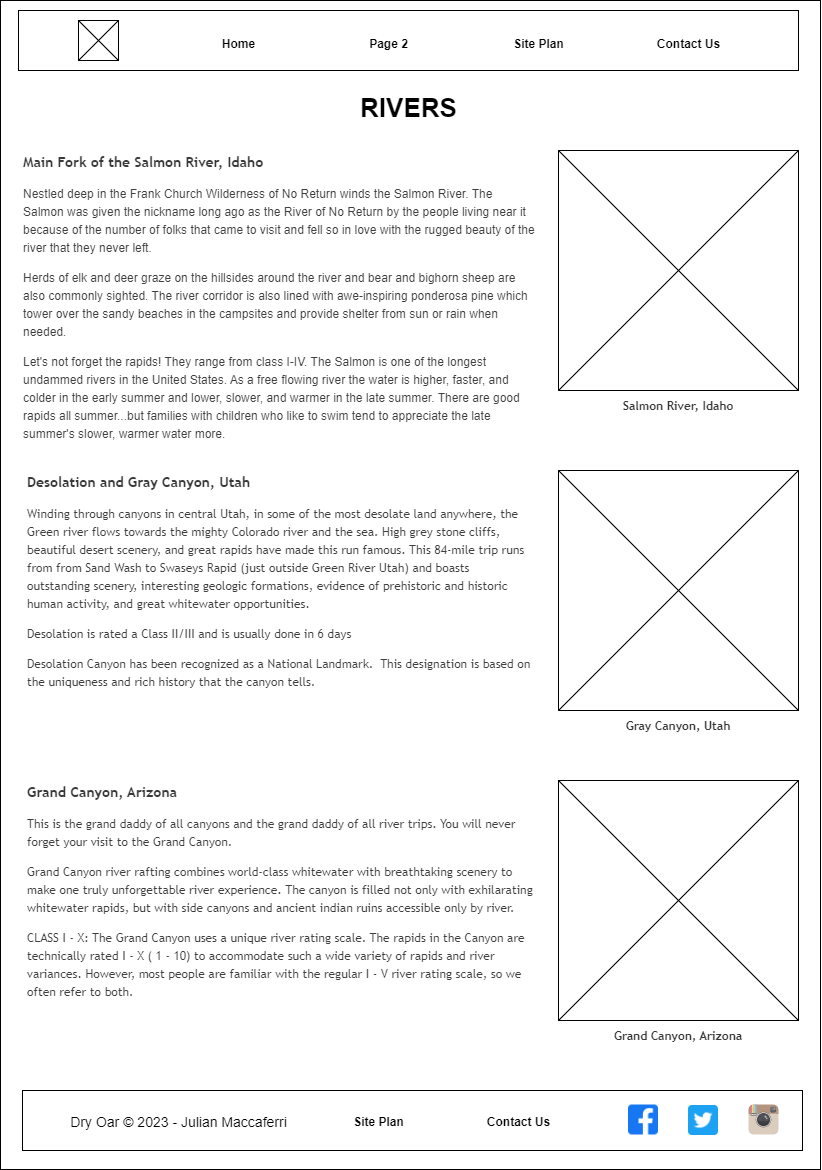 Home Page 2 Site Plan Contact Us
RIVERS
Main Fork of the Salmon River, Idaho
Nestled deep in the Frank Church Wilderness of No Return winds the Salmon River. The
Salmon was given the nickname long ago as the River of No Return by the people living near it
because of the number of folks that came to visit and fell so in love with the rugged beauty of the
river that they never left.
Herds of elk and deer graze on the hillsides around the river and bear and bighorn sheep are
also commonly sighted. The river corridor is also lined with awe-inspiring ponderosa pine which
tower over the sandy beaches in the campsites and provide shelter from sun or rain when
needed.
Let's not forget the rapids! They range from class I-IV. The Salmon is one of the longest
undammed rivers in the United States. As a free flowing river the water is higher, faster, and
colder in the early summer and lower, slower, and warmer in the late summer. There are good
rapids all summer...but families with children who like to swim tend to appreciate the late
summer's slower, warmer water more.
Salmon River, Idaho
Desolation and Gray Canyon, Utah
Winding through canyons in central Utah, in some of the most desolate land anywhere, the
Green river flows towards the mighty Colorado river and the sea. High grey stone cliffs,
beautiful desert scenery, and great rapids have made this run famous. This 84-mile trip runs
from from Sand Wash to Swaseys Rapid (just outside Green River Utah) and boasts
outstanding scenery, interesting geologic formations, evidence of prehistoric and historic
human activity, and great whitewater opportunities.
Desolation is rated a Class II/III and is usually done in 6 days
Desolation Canyon has been recognized as a National Landmark.  This designation is based on
the uniqueness and rich history that the canyon tells.
Gray Canyon, Utah
Grand Canyon, Arizona
This is the grand daddy of all canyons and the grand daddy of all river trips. You will never
forget your visit to the Grand Canyon.
Grand Canyon river rafting combines world-class whitewater with breathtaking scenery to
make one truly unforgettable river experience. The canyon is filled not only with exhilarating
whitewater rapids, but with side canyons and ancient indian ruins accessible only by river.
CLASS I - X: The Grand Canyon uses a unique river rating scale. The rapids in the Canyon are
technically rated I - X ( 1 - 10) to accommodate such a wide variety of rapids and river
variances. However, most people are familiar with the regular I - V river rating scale, so we
often refer to both.
Grand Canyon, Arizona
Dry Oar © 2023 - Julian Maccaferri Site Plan Contact Us